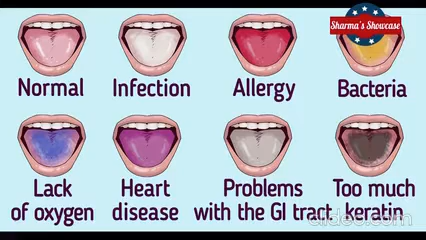 Sharma's Showcase
Normal
Infection
Allergy
Bacteria
Lack
of oxygen
Heart
disease
Problems
with the GI tract
Too much
keratin